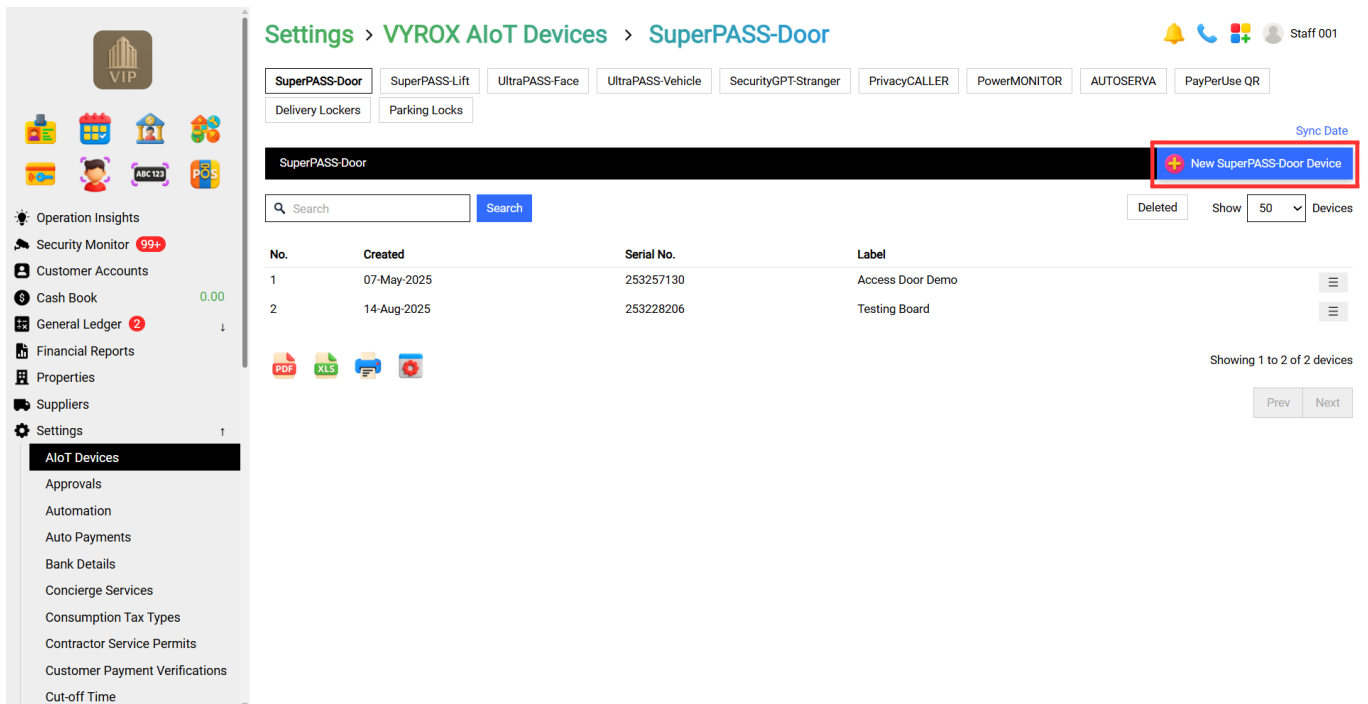 VIP
Settings > VYROX AIoT Devices > SuperPASS-Door
Staff 001
SuperPASS-Door SuperPASS-Lift UltraPASS-Face UltraPASS-Vehicle SecurityGPT-Stranger PrivacyCALLER PowerMONITOR AUTOSERVA PayPerUse QR
Delivery Lockers Parking Locks
Sync Date
SuperPASS-Door
New SuperPASS-Door Device
Search Search
Deleted Show 50 Devices
No. Created Serial No. Label
1 07-May-2025 253257130 Access Door Demo
2 14-Aug-2025 253228206 Testing Board
PDF XLS
Showing 1 to 2 of 2 devices
Prev Next
ABC 123 POS
Operation Insights
Security Monitor 99+
Customer Accounts
Cash Book 0.00
General Ledger 2 ↓
Financial Reports
Properties
Suppliers
Settings ↑
AIoT Devices
Approvals
Automation
Auto Payments
Bank Details
Concierge Services
Consumption Tax Types
Contractor Service Permits
Customer Payment Verifications
Cut-off Time